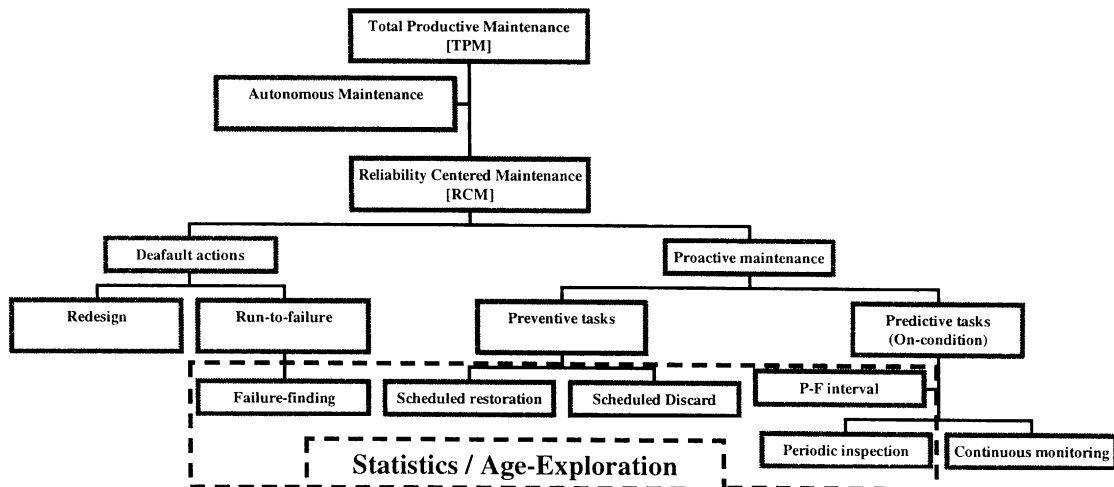 Total Productive Maintenance
[TPM]
Autonomous Maintenance
Reliability Centered Maintenance
[RCM]
Deafault actions
Proactive maintenance
Redesign
Run-to-failure
Preventive tasks
Predictive tasks
(On-condition)
Failure-finding
Scheduled restoration
Scheduled Discard
P-F interval
Periodic inspection
Continuous monitoring
Statistics / Age-Exploration